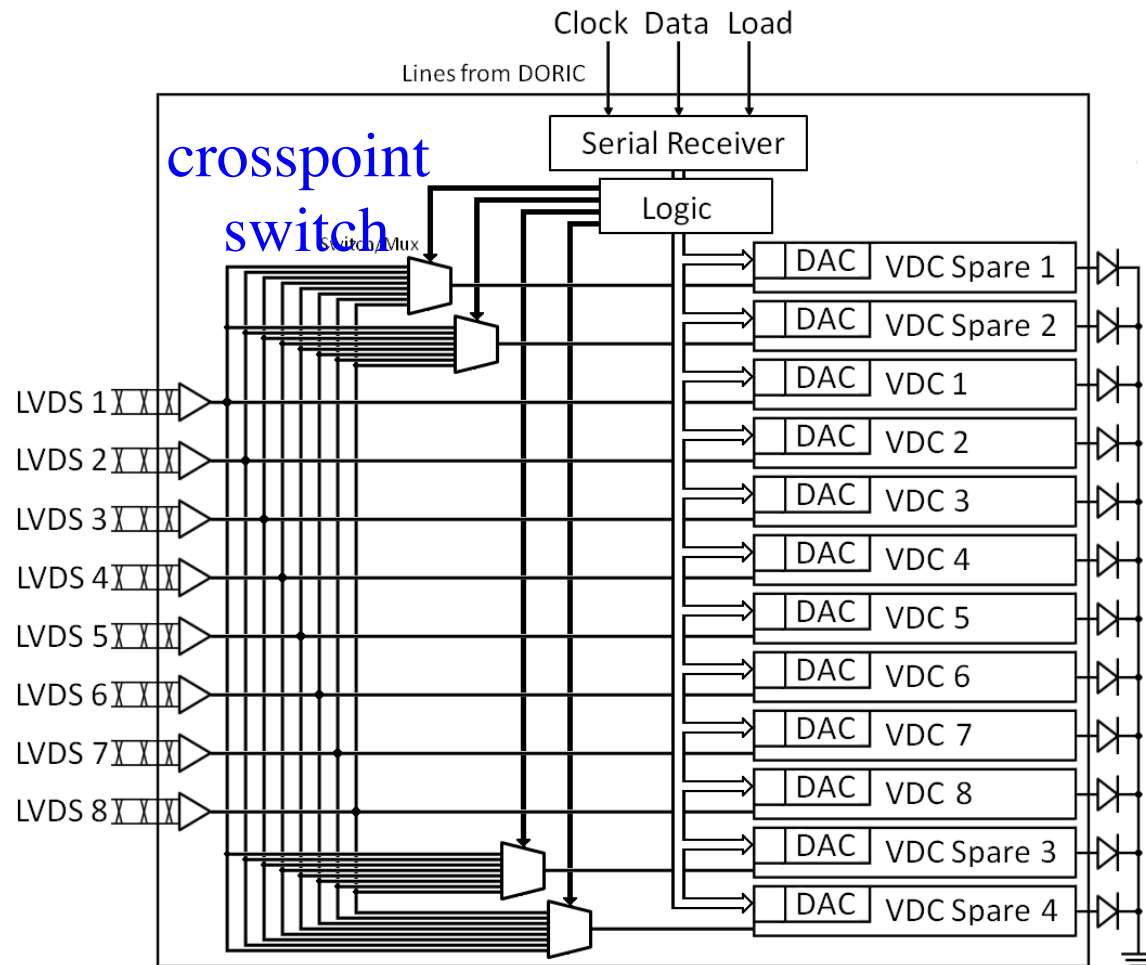 Clock Data Load
Lines from DORIC
Serial Receiver
crosspoint
switch
Logic
Switch/Mux
DAC VDC Spare 1
DAC VDC Spare 2
LVDS 1
DAC VDC 1
LVDS 2
DAC VDC 2
LVDS 3
DAC VDC 3
LVDS 4
DAC VDC 4
LVDS 5
DAC VDC 5
LVDS 6
DAC VDC 6
LVDS 7
DAC VDC 7
LVDS 8
DAC VDC 8
DAC VDC Spare 3
DAC VDC Spare 4